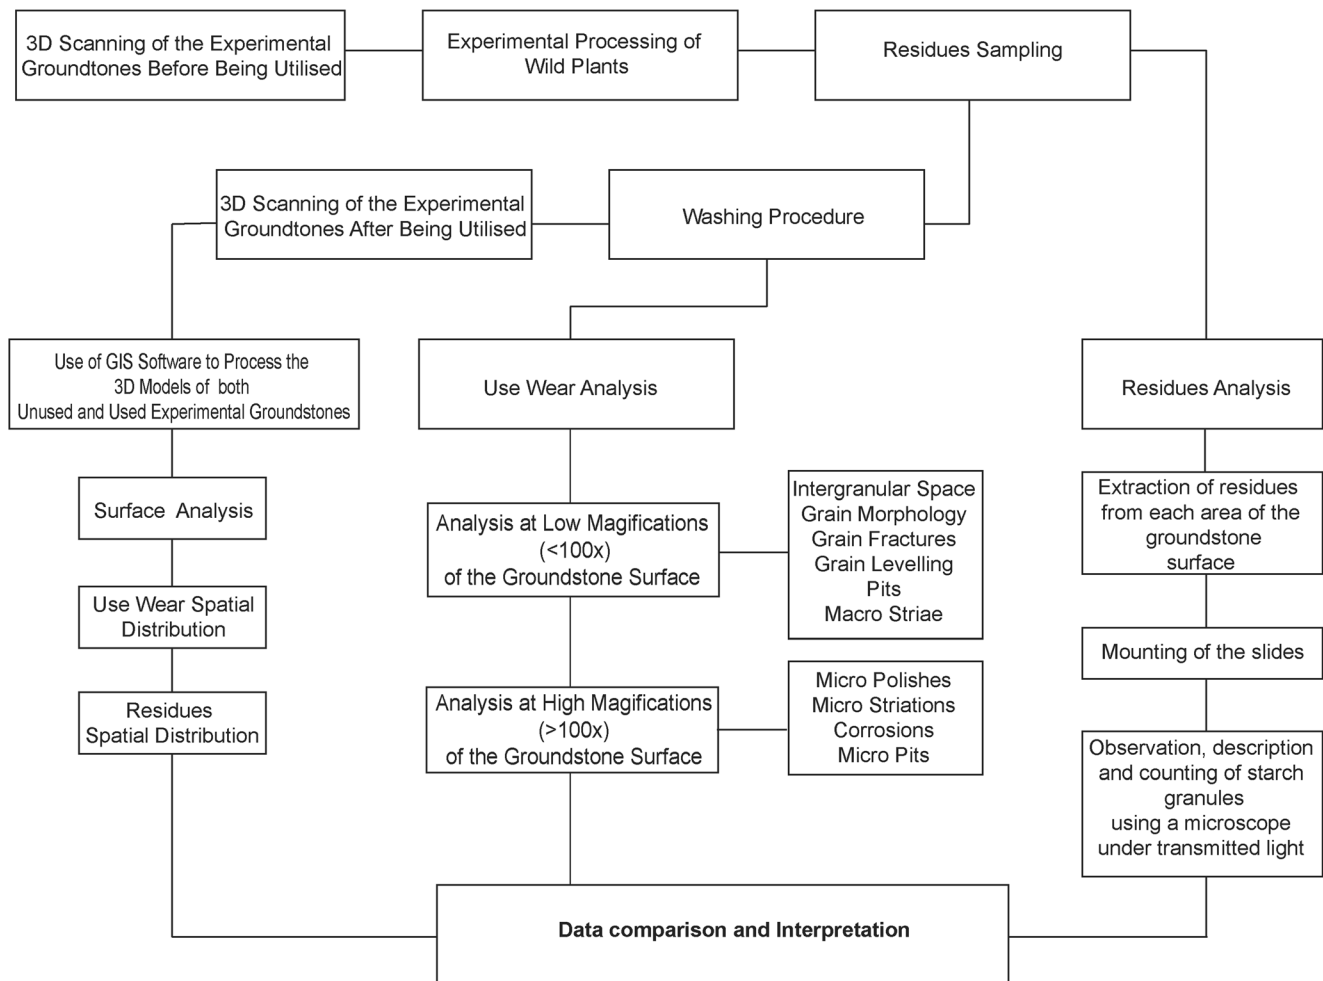 3D Scanning of the Experimental
Groundtones Before Being Utilised
Experimental Processing of
Wild Plants
Residues Sampling
3D Scanning of the Experimental
Groundtones After Being Utilised
Washing Procedure
Use of GIS Software to Process the
3D Models of both
Unused and Used Experimental Groundstones
Use Wear Analysis
Residues Analysis
Surface Analysis
Analysis at Low Magifications
(<100x)
of the Groundstone Surface
Intergranular Space
Grain Morphology
Grain Fractures
Grain Levelling
Pits
Macro Striae
Extraction of residues
from each area of the
groundstone
surface
Use Wear Spatial
Distribution
Mounting of the slides
Residues
Spatial Distribution
Analysis at High Magifications
(>100x)
of the Groundstone Surface
Micro Polishes
Micro Striations
Corrosions
Micro Pits
Observation, description
and counting of starch
granules
using a microscope
under transmitted light
Data comparison and Interpretation